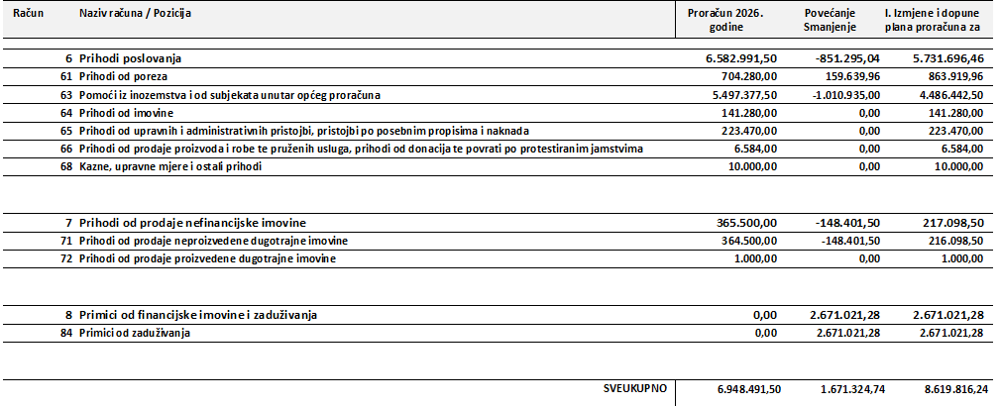 Račun Naziv računa / Pozicija Proračun 2026. Povećanje I. Izmjene i dopune
godine Smanjenje plana proračuna za
6 Prihodi poslovanja 6.582.991,50 -851.295,04 5.731.696,46
61 Prihodi od poreza 704.280,00 159.639,96 863.919,96
63 Pomoći iz inozemstva i od subjekata unutar općeg proračuna 5.497.377,50 -1.010.935,00 4.486.442,50
64 Prihodi od imovine 141.280,00 0,00 141.280,00
65 Prihodi od upravnih i administrativnih pristojbi, pristojbi po posebnim propisima i naknada 223.470,00 0,00 223.470,00
66 Prihodi od prodaje proizvoda i robe te pruženih usluga, prihodi od donacija te povrati po protestiranim jamstvima 6.584,00 0,00 6.584,00
68 Kazne, upravne mjere i ostali prihodi 10.000,00 0,00 10.000,00
7 Prihodi od prodaje nefinancijske imovine 365.500,00 -148.401,50 217.098,50
71 Prihodi od prodaje neproizvedene dugotrajne imovine 364.500,00 -148.401,50 216.098,50
72 Prihodi od prodaje proizvedene dugotrajne imovine 1.000,00 0,00 1.000,00
8 Primici od financijske imovine i zaduživanja 0,00 2.671.021,28 2.671.021,28
84 Primici od zaduživanja 0,00 2.671.021,28 2.671.021,28
SVEUKUPNO 6.948.491,50 1.671.324,74 8.619.816,24